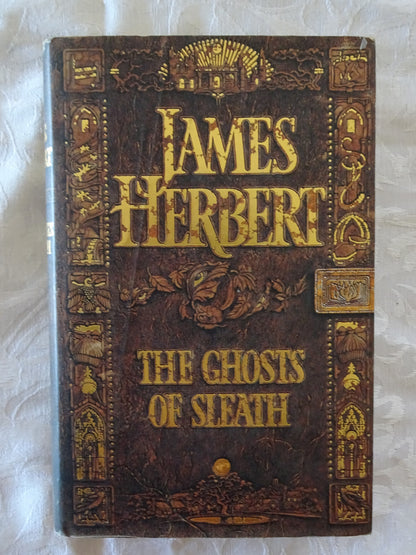 JAMES
HERBERT
THE GHOSTS
OF SLEATH